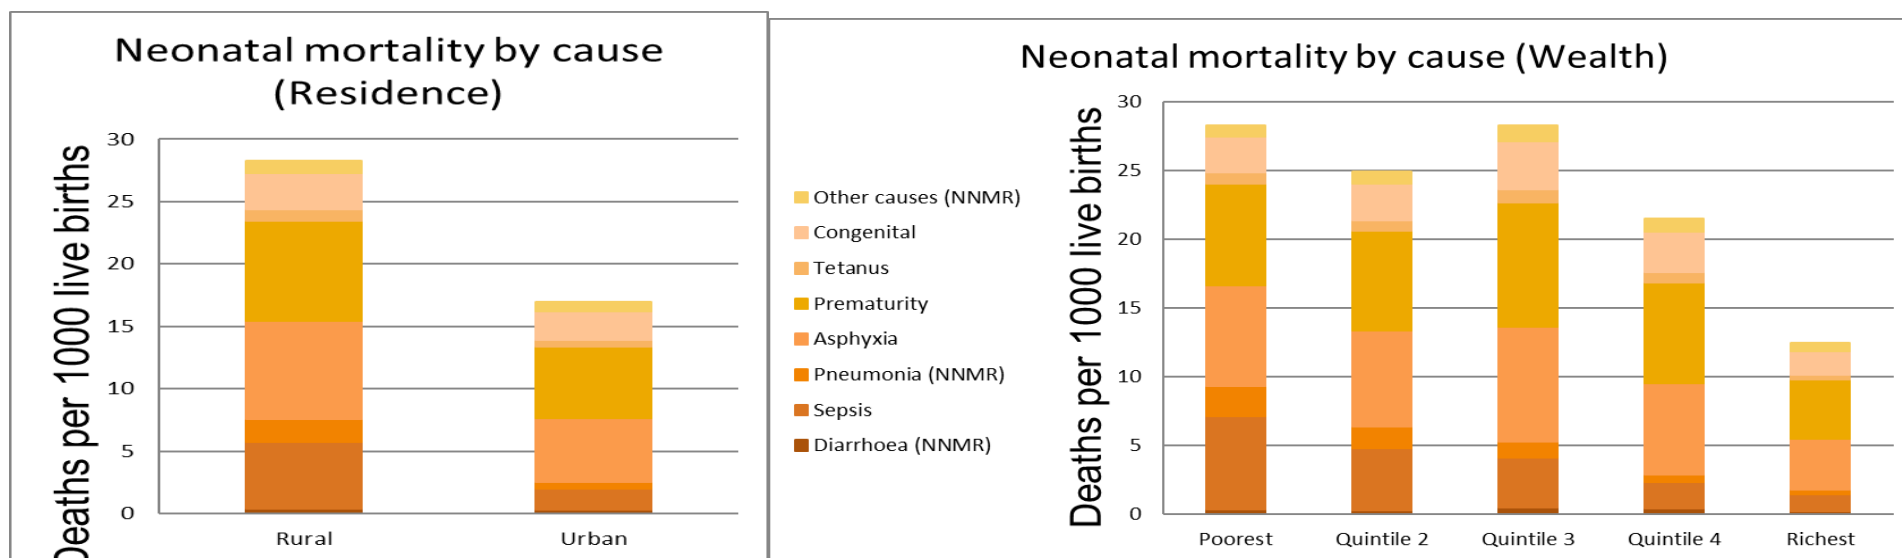 Neonatal mortality by cause
(Residence)
Deaths per 1000 live births
30
25
20
15
10
5
0
Rural
Urban
Other causes (NNMR)
Congenital
Tetanus
Prematurity
Asphyxia
Pneumonia (NNMR)
Sepsis
Diarrhoea (NNMR)
Neonatal mortality by cause (Wealth)
Deaths per 1000 live births
30
25
20
15
10
5
0
Poorest
Quintile 2
Quintile 3
Quintile 4
Richest